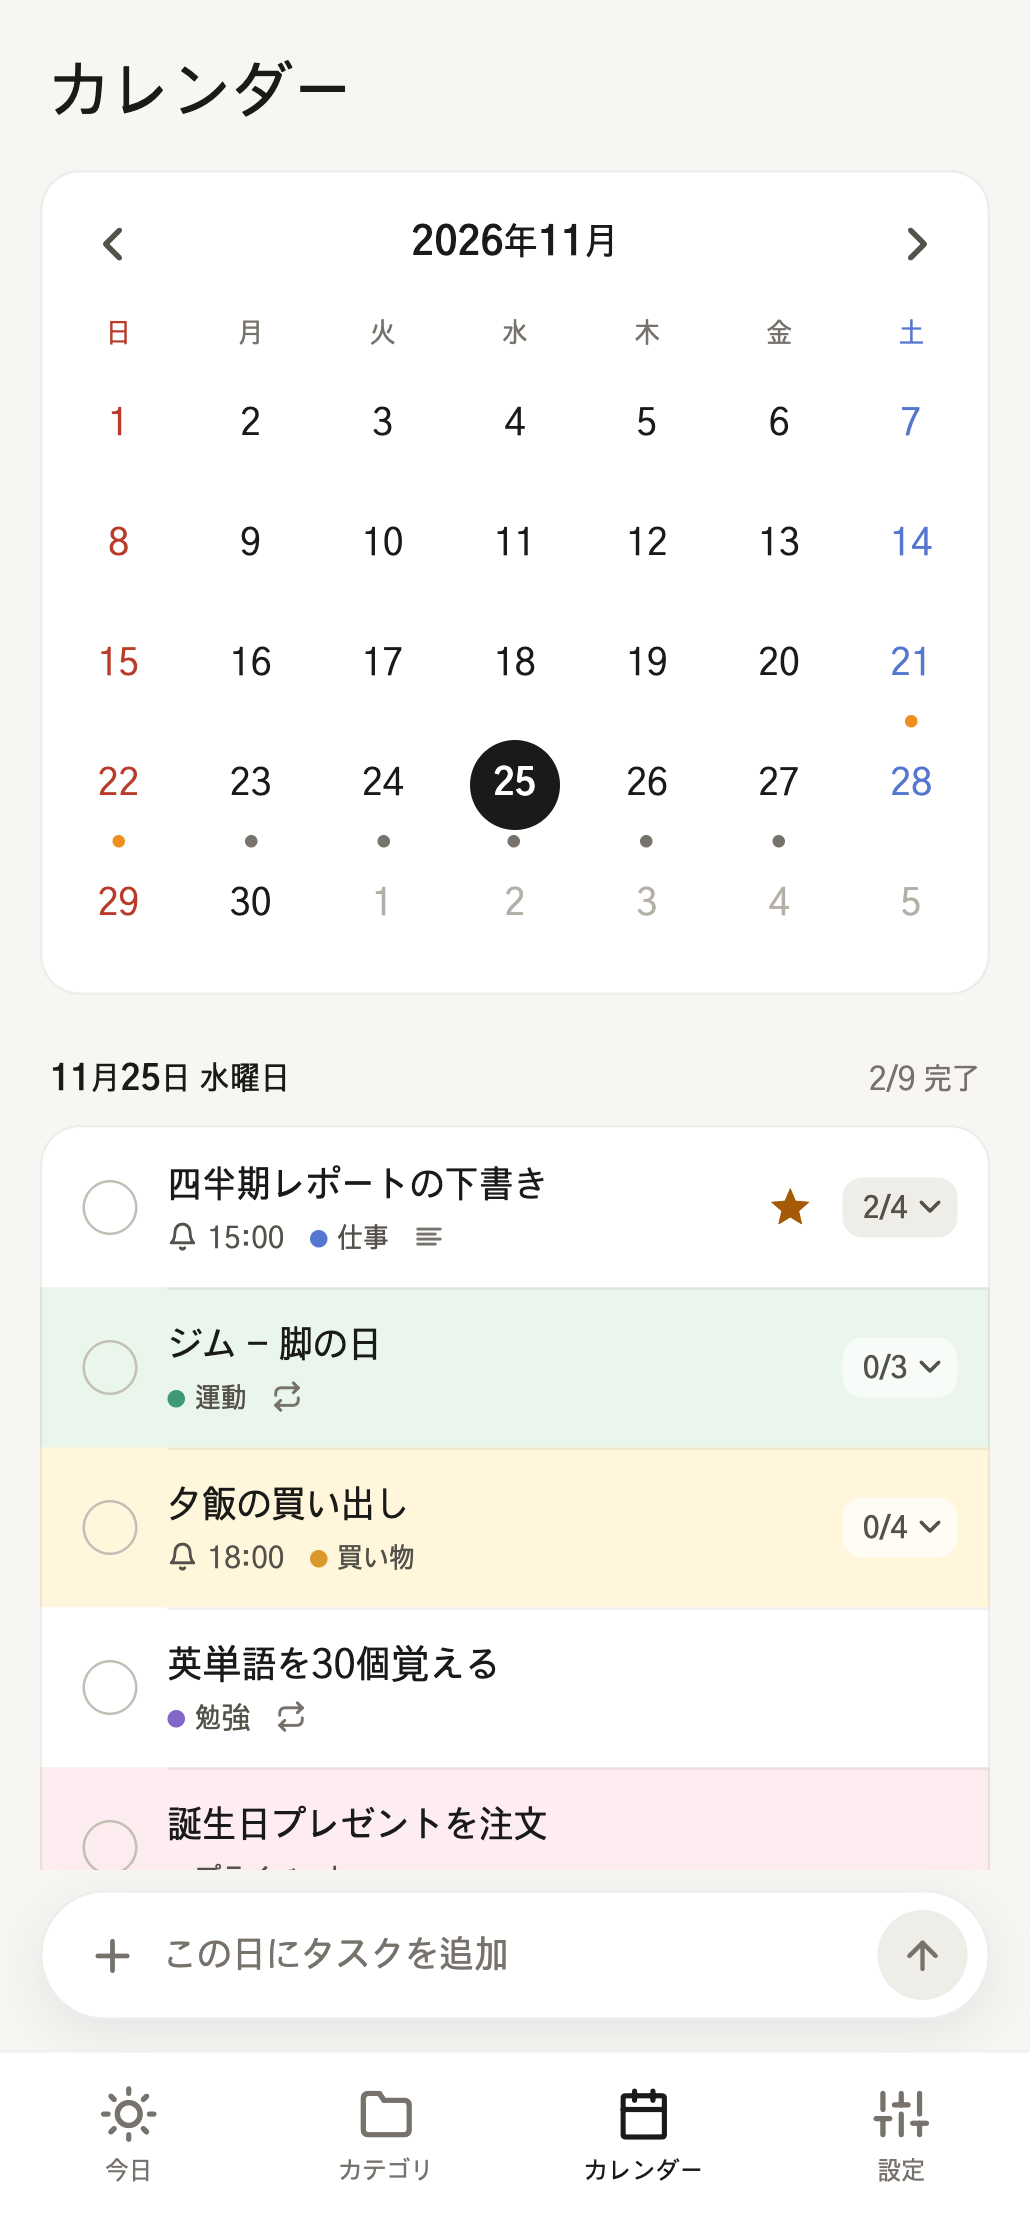 カレンダー
2026年11月
日 月 火 水 木 金 土
1 2 3 4 5 6 7
8 9 10 11 12 13 14
15 16 17 18 19 20 21
22 23 24 25 26 27 28
29 30 1 2 3 4 5
11月25日 水曜日 2/9 完了
四半期レポートの下書き 2/4
15:00 仕事
ジム – 脚の日 0/3
運動
夕飯の買い出し 0/4
18:00 買い物
英単語を30個覚える
勉強
誕生日プレゼントを注文
この日にタスクを追加
今日 カテゴリ カレンダー 設定